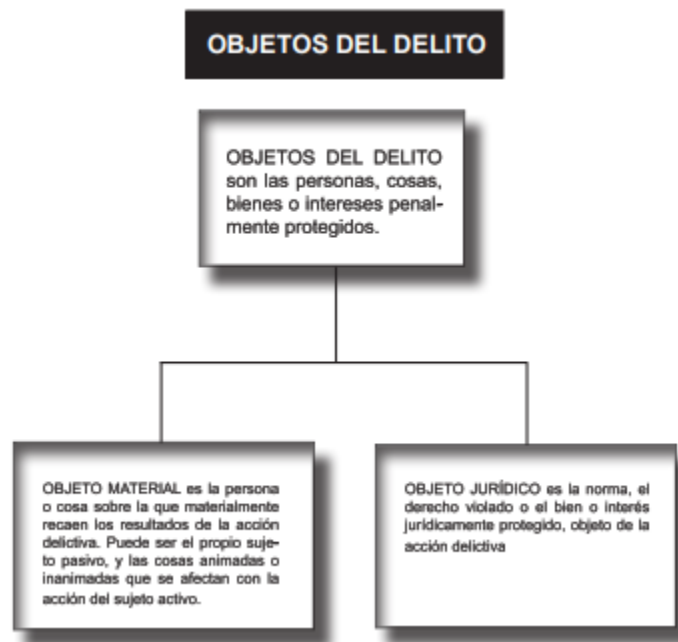 OBJETOS DEL DELITO
OBJETOS DEL DELITO
son las personas, cosas,
bienes o intereses penal-
mente protegidos.
OBJETO MATERIAL es la persona
o cosa sobre la que materialmente
recaen los resultados de la acción
delictiva. Puede ser el propio suje-
to pasivo, y las cosas animadas o
inanimadas que se afectan con la
acción del sujeto activo.
OBJETO JURÍDICO es la norma, el
derecho violado o el bien o interés
jurídicamente protegido, objeto de la
acción delictiva